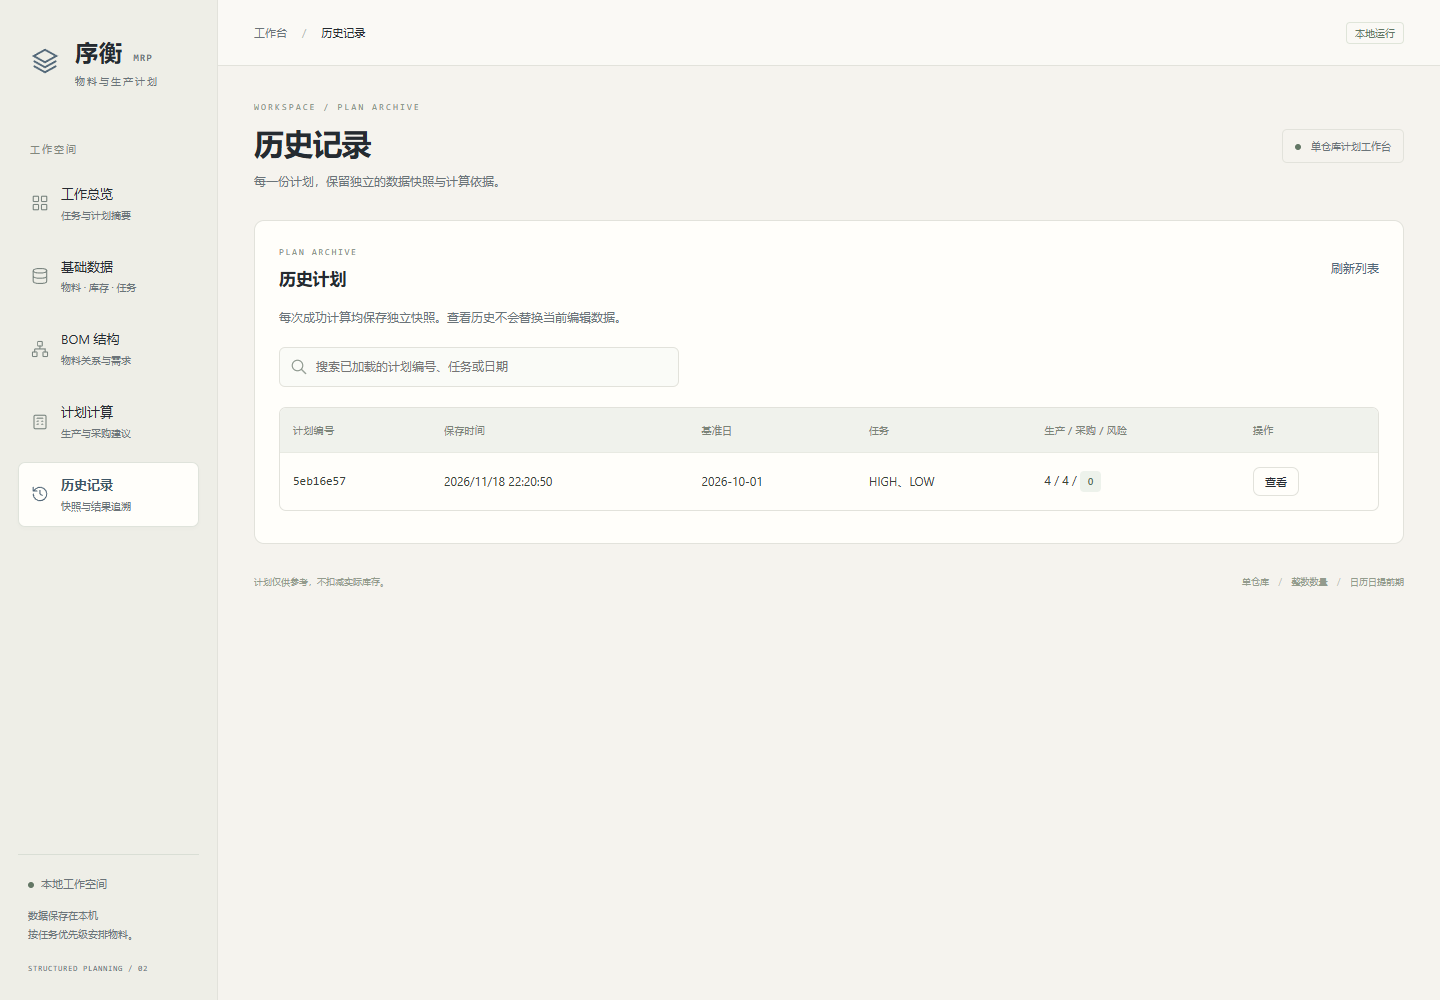 序衡 MRP
物料与生产计划
工作空间
工作总览
任务与计划摘要
基础数据
物料 · 库存 · 任务
BOM 结构
物料关系与需求
计划计算
生产与采购建议
历史记录
快照与结果追溯
本地工作空间
数据保存在本机
按任务优先级安排物料。
STRUCTURED PLANNING / 02
工作台 / 历史记录
本地运行
WORKSPACE / PLAN ARCHIVE
历史记录
单仓库计划工作台
每一份计划，保留独立的数据快照与计算依据。
PLAN ARCHIVE
历史计划
刷新列表
每次成功计算均保存独立快照。查看历史不会替换当前编辑数据。
搜索已加载的计划编号、任务或日期
计划编号 保存时间 基准日 任务 生产 / 采购 / 风险 操作
5eb16e57 2026/11/18 22:20:50 2026-10-01 HIGH、LOW 4 / 4 / 0 查看
计划仅供参考，不扣减实际库存。
单仓库 / 整数数量 / 日历日提前期